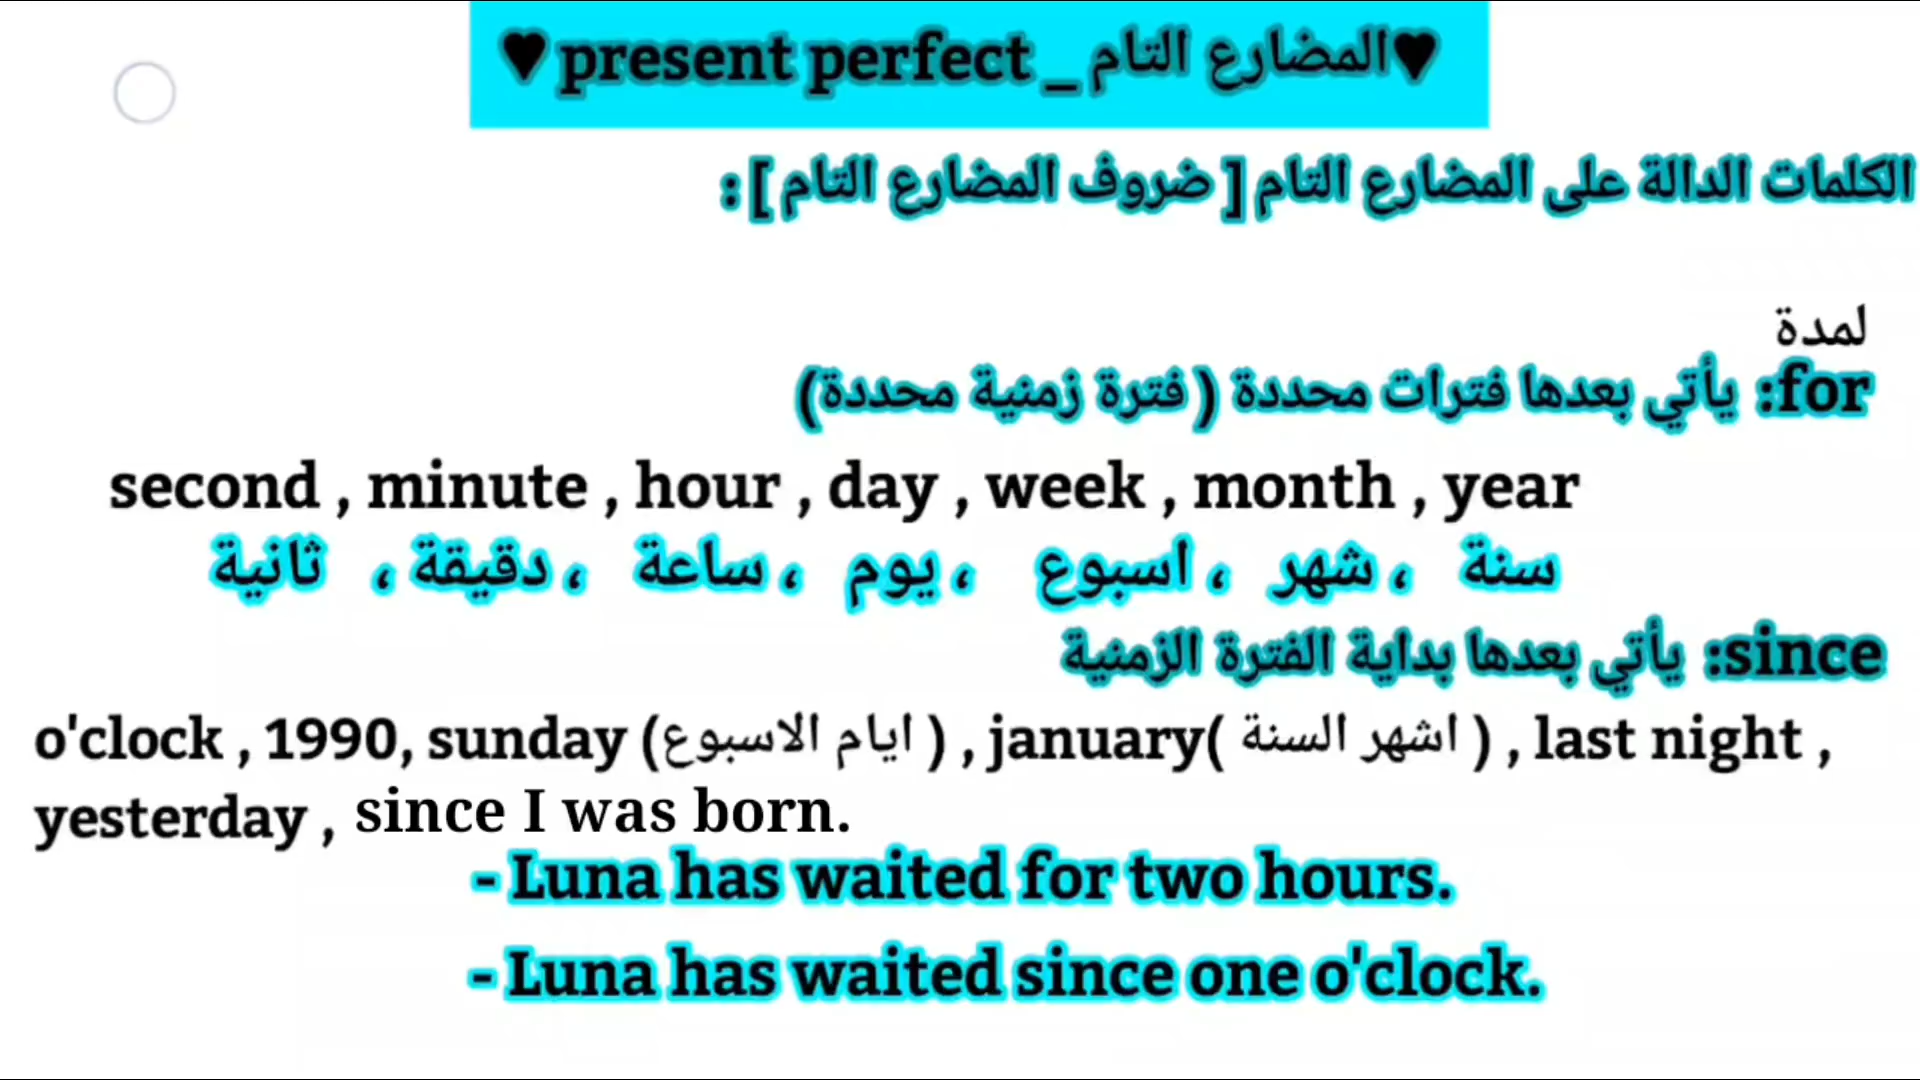 ♥present perfect _ المضارع التام♥
الكلمات الدالة على المضارع التام [ ضروف المضارع التام ] :
لمدة
for: يأتي بعدها فترات محددة ( فترة زمنية محددة)
second , minute , hour , day , week , month , year
سنة ، شهر ، اسبوع ، يوم ، ساعة ، دقيقة ، ثانية
since: يأتي بعدها بداية الفترة الزمنية
o'clock , 1990, sunday (ايام الاسبوع ) , january( اشهر السنة ) , last night ,
yesterday , since I was born.
- Luna has waited for two hours.
- Luna has waited since one o'clock.